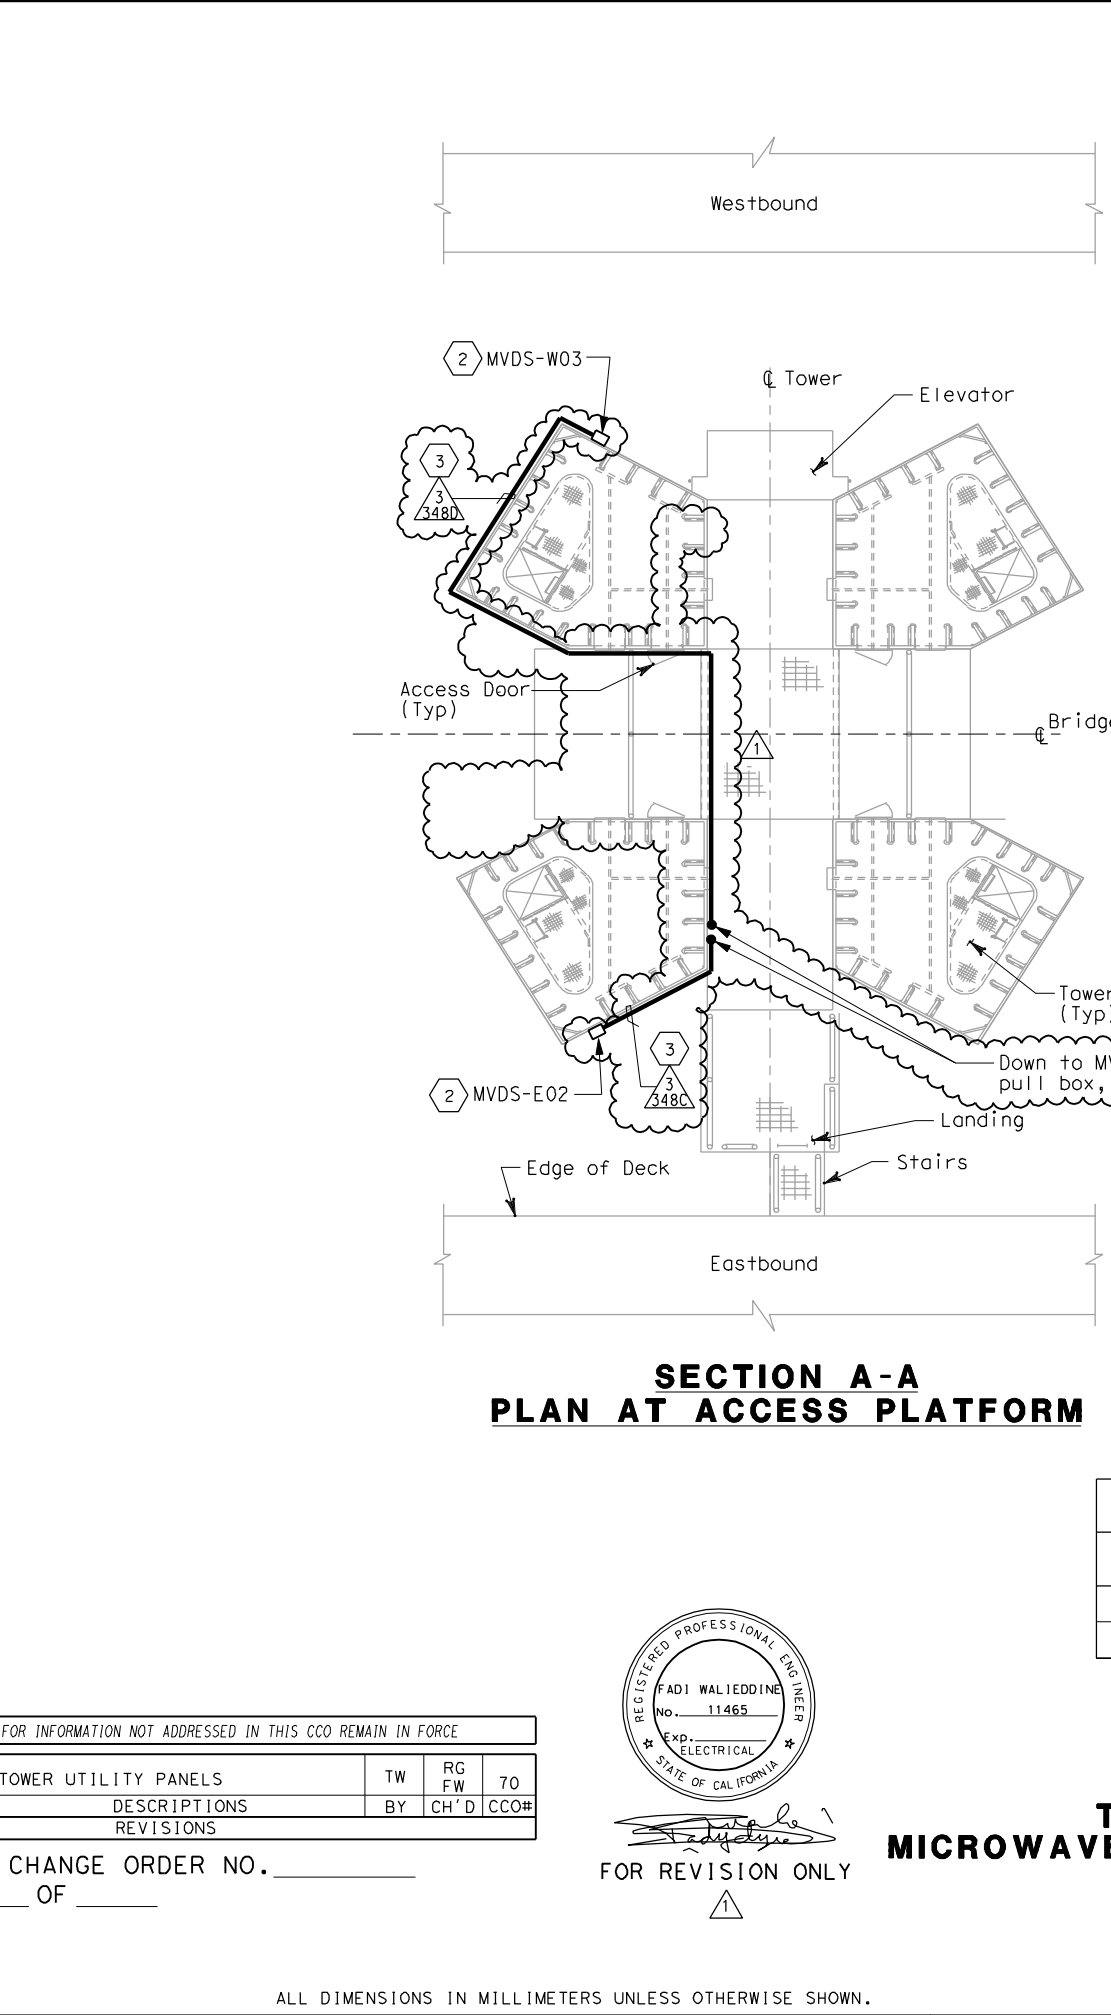 Westbound
2 MVDS-W03
℄ Tower
Elevator
3
3
348D
Access Door
(Typ)
1
℄ Bridge
Tower
(Typ)
3
Down to MV
pull box,
3
348C
2 MVDS-E02
Landing
Edge of Deck
Stairs
Eastbound
SECTION A-A
PLAN AT ACCESS PLATFORM
REGISTERED PROFESSIONAL ENGINEER
FADI WALIEDDINE
No. 11465
Exp.
ELECTRICAL
STATE OF CALIFORNIA
FOR INFORMATION NOT ADDRESSED IN THIS CCO REMAIN IN FORCE
TOWER UTILITY PANELS TW RG FW 70
DESCRIPTIONS BY CH'D CCO#
REVISIONS
T
MICROWAVE
CHANGE ORDER NO.
OF
FOR REVISION ONLY
1
ALL DIMENSIONS IN MILLIMETERS UNLESS OTHERWISE SHOWN.